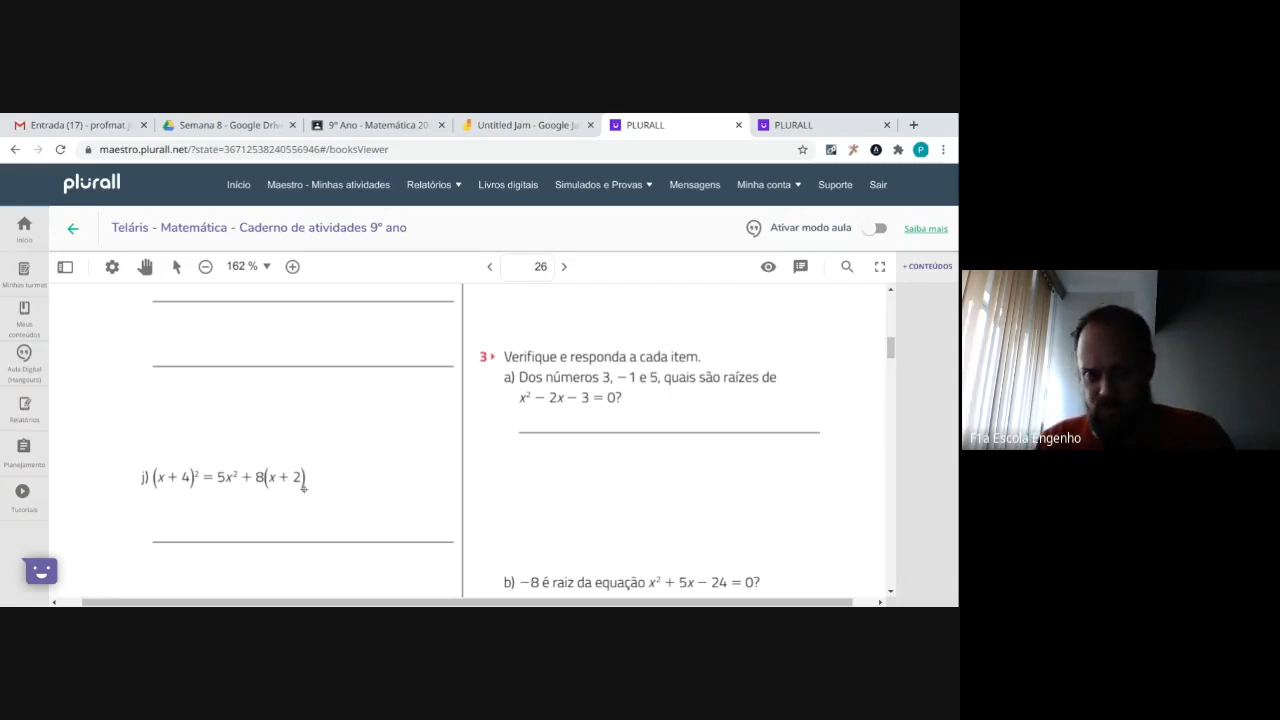 Entrada (17) - profmat.j
Semana 8 - Google Driv
9º Ano - Matemática 20
Untitled Jam - Google Ja
PLURALL
PLURALL
maestro.plurall.net/?state=36712538240556946#/booksViewer
P
plurall
Início
Maestro - Minhas atividades
Relatórios
Livros digitais
Simulados e Provas
Mensagens
Minha conta
Suporte
Sair
Início
Teláris - Matemática - Caderno de atividades 9º ano
Ativar modo aula
Saiba mais
Minhas turmas
162 %
26
+ CONTEÚDOS
Meus
conteúdos
Aula Digital
(Hangouts)
Relatórios
Planejamento
Tutoriais
j) (x + 4)² = 5x² + 8(x + 2)
3 Verifique e responda a cada item.
a) Dos números 3, −1 e 5, quais são raízes de
x² − 2x − 3 = 0?
b) −8 é raiz da equação x² + 5x − 24 = 0?
F1a Escola Engenho